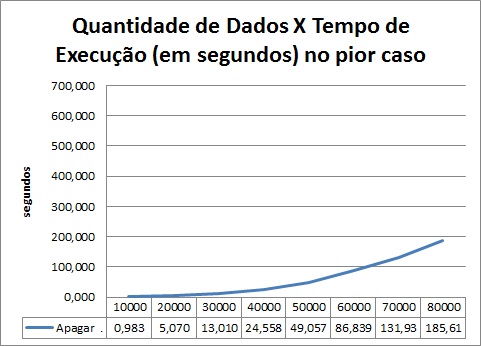 Quantidade de Dados X Tempo de
Execução (em segundos) no pior caso
700,000
600,000
500,000
400,000
300,000
200,000
100,000
0,000
segundos
10000 20000 30000 40000 50000 60000 70000 80000
Apagar . 0,983 5,070 13,010 24,558 49,057 86,839 131,93 185,61